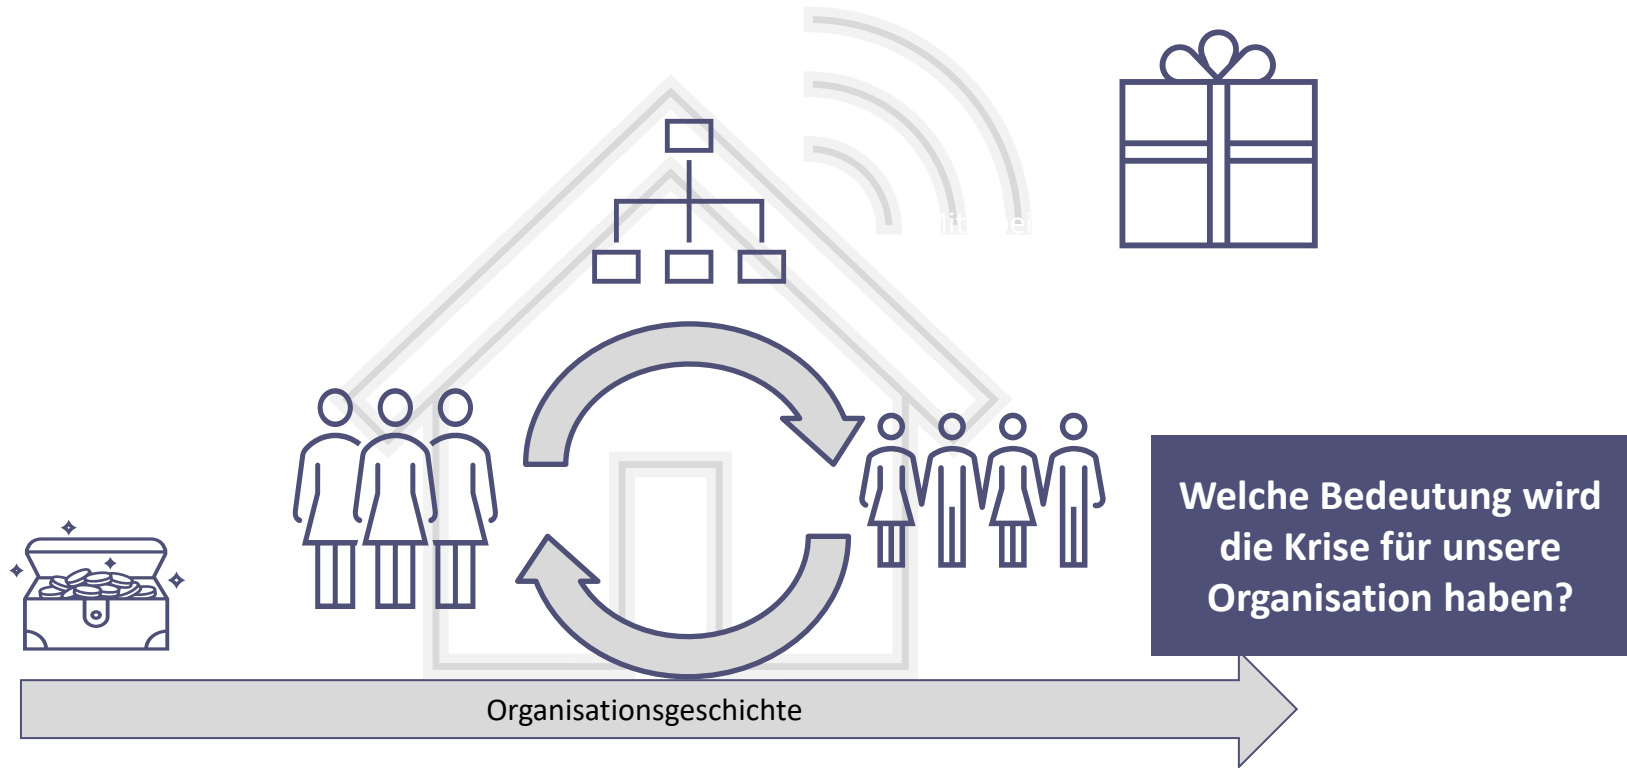 Welche Bedeutung wird
die Krise für unsere
Organisation haben?
Organisationsgeschichte